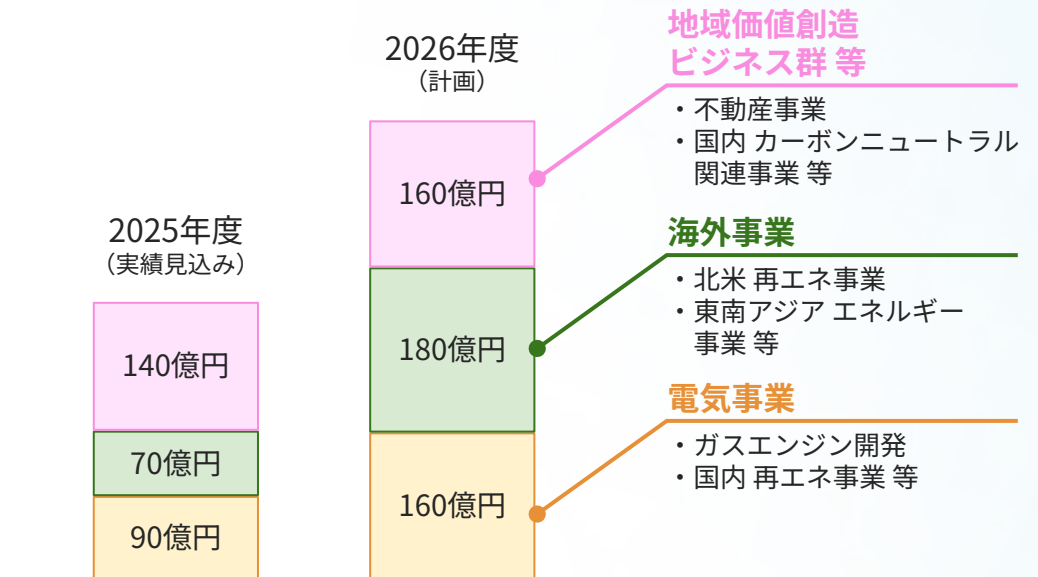 2025年度
（実績見込み）
140億円
70億円
90億円
2026年度
（計画）
160億円
180億円
160億円
地域価値創造
ビジネス群 等
・不動産事業
・国内 カーボンニュートラル
関連事業 等
海外事業
・北米 再エネ事業
・東南アジア エネルギー
事業 等
電気事業
・ガスエンジン開発
・国内 再エネ事業 等